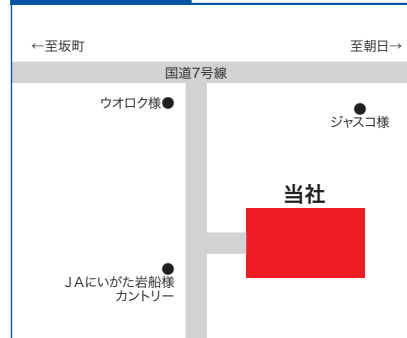 ←至坂町
至朝日→
国道7号線
ウオロク様●
ジャスコ様
当社
JAにいがた岩船様
カントリー